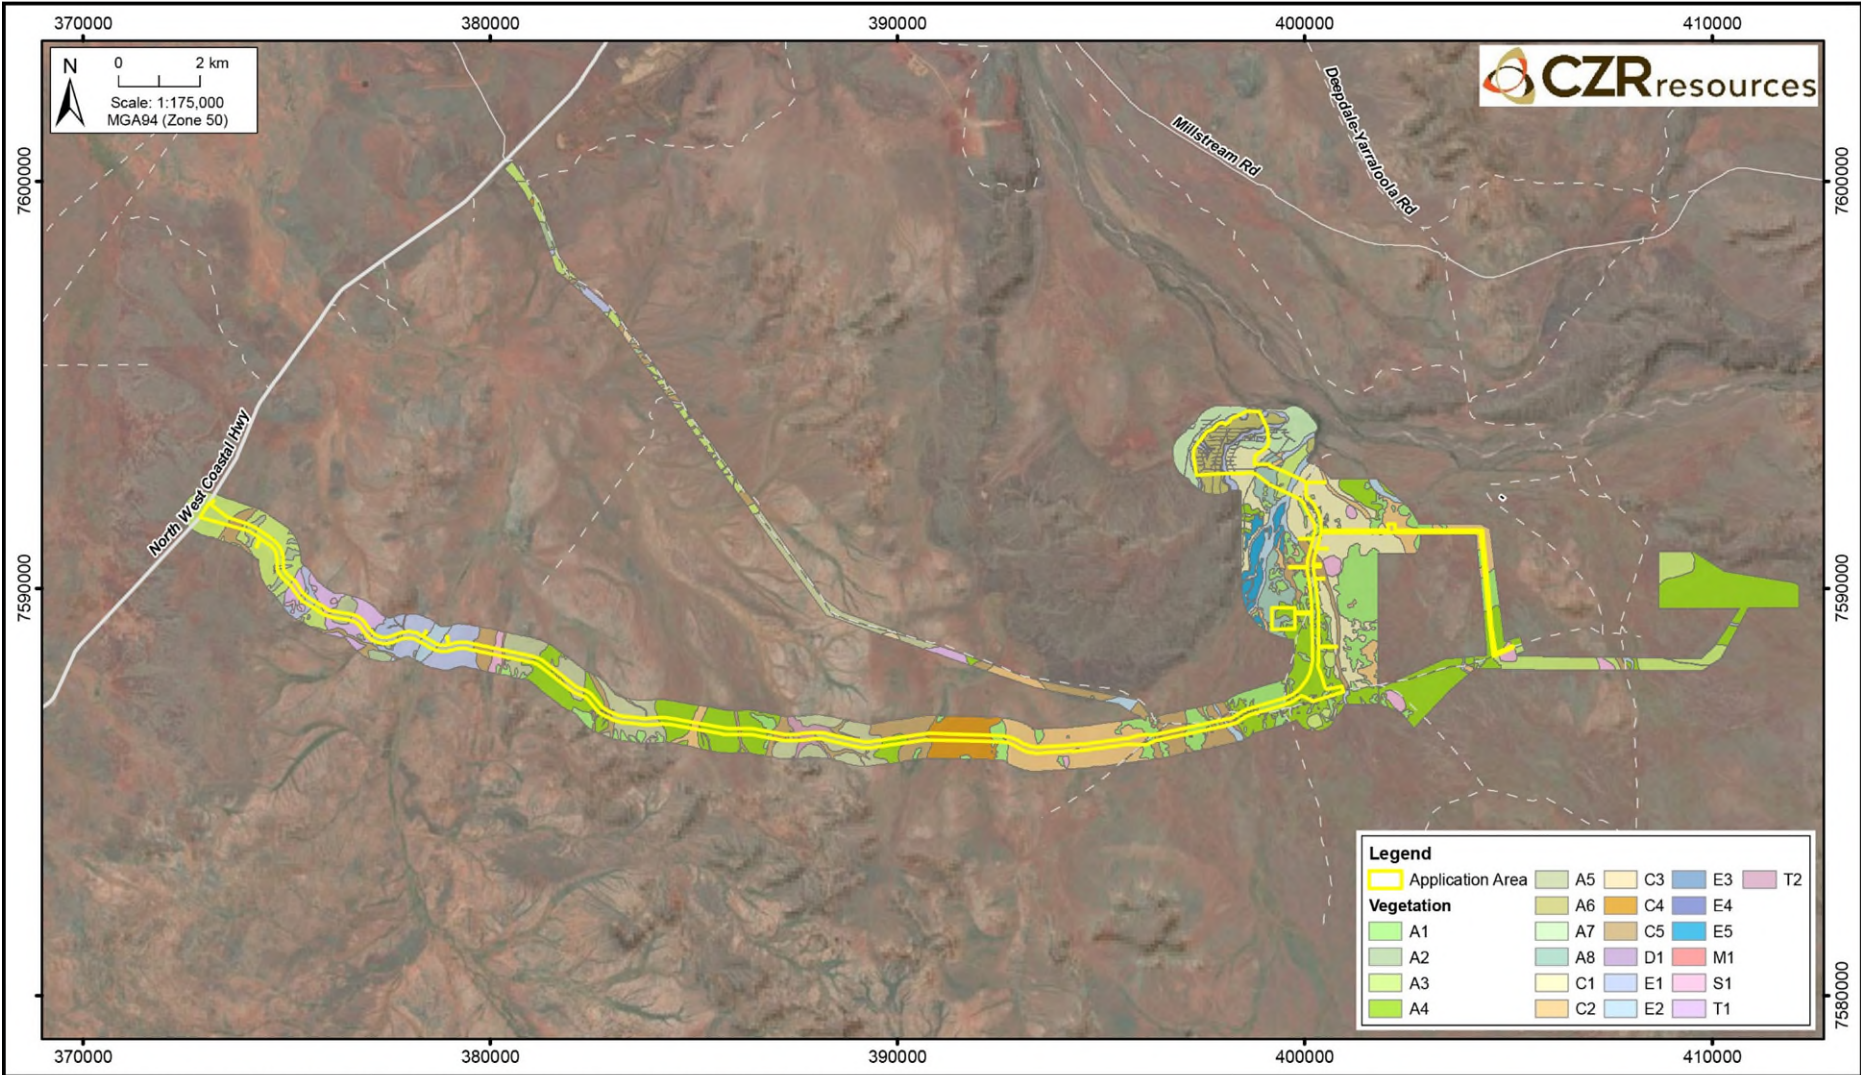 370000
380000
390000
400000
410000
N
0
2 km
Scale: 1:175,000
MGA94 (Zone 50)
CZR resources
Millstream Rd
Deepdale-Yarraloola Rd
7600000
7600000
North West Coastal Hwy
7590000
7590000
Legend
Application Area
Vegetation
A1
A2
A3
A4
A5
A6
A7
A8
C1
C2
C3
C4
C5
D1
E1
E2
E3
E4
E5
M1
S1
T1
T2
7580000
370000
380000
390000
400000
410000